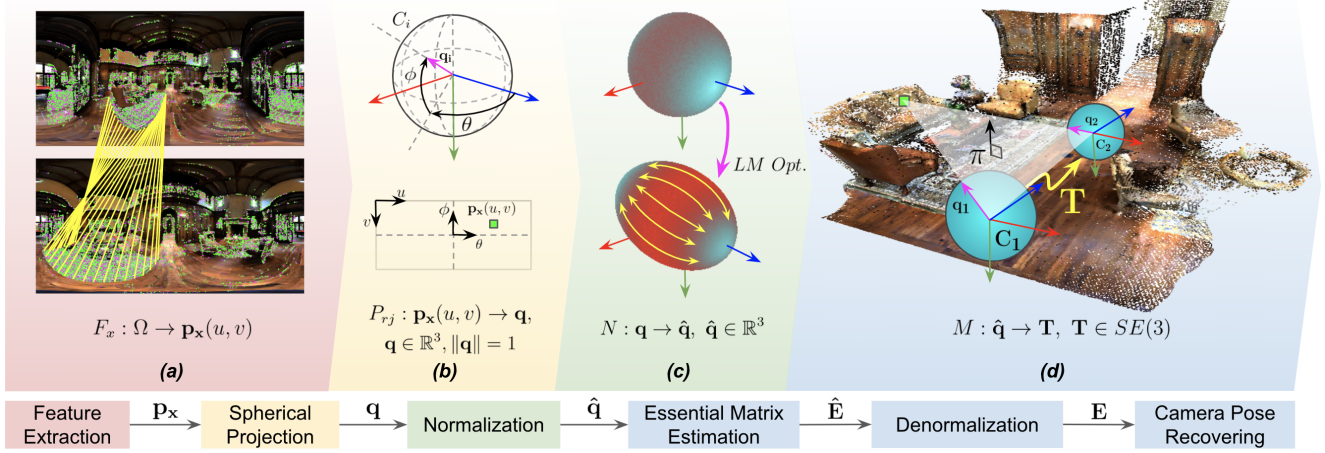 F_x : Ω → p_x(u, v)
(a)
C_i
q_i
ϕ
θ
u
v
ϕ
p_x(u, v)
θ
P_rj : p_x(u, v) → q,
q ∈ ℝ³, ‖q‖ = 1
(b)
LM Opt.
N : q → q̂, q̂ ∈ ℝ³
(c)
π
q_1
C_1
T
q_2
C_2
M : q̂ → T, T ∈ SE(3)
(d)
Feature
Extraction
p_x
Spherical
Projection
q
Normalization
q̂
Essential Matrix
Estimation
Ê
Denormalization
E
Camera Pose
Recovering